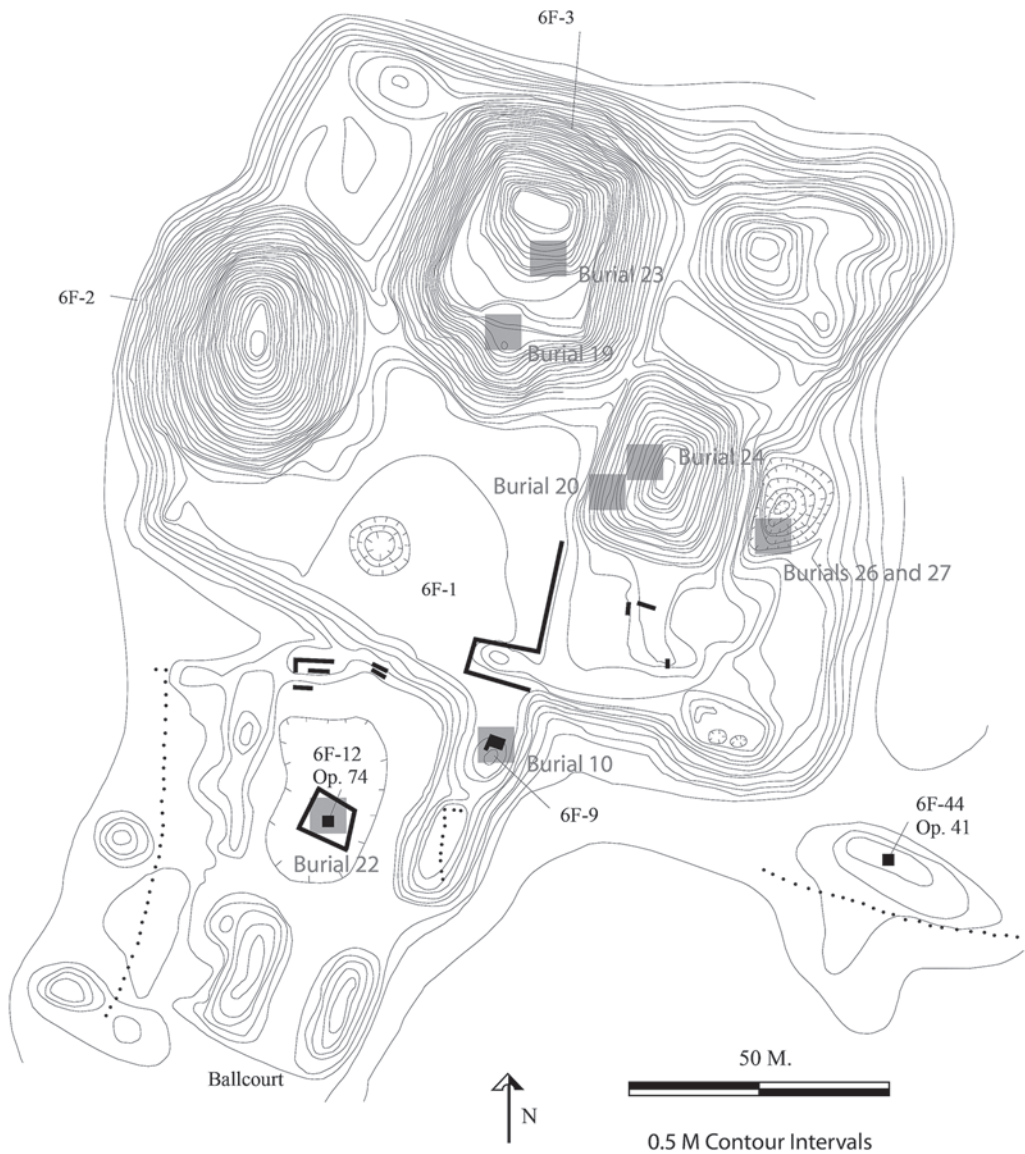 6F-3
Burial 23
6F-2
Burial 19
Burial 24
Burial 20
Burials 26 and 27
6F-1
6F-12
Op. 74
Burial 10
6F-9
6F-44
Op. 41
Burial 22
50 M.
Ballcourt
N
0.5 M Contour Intervals